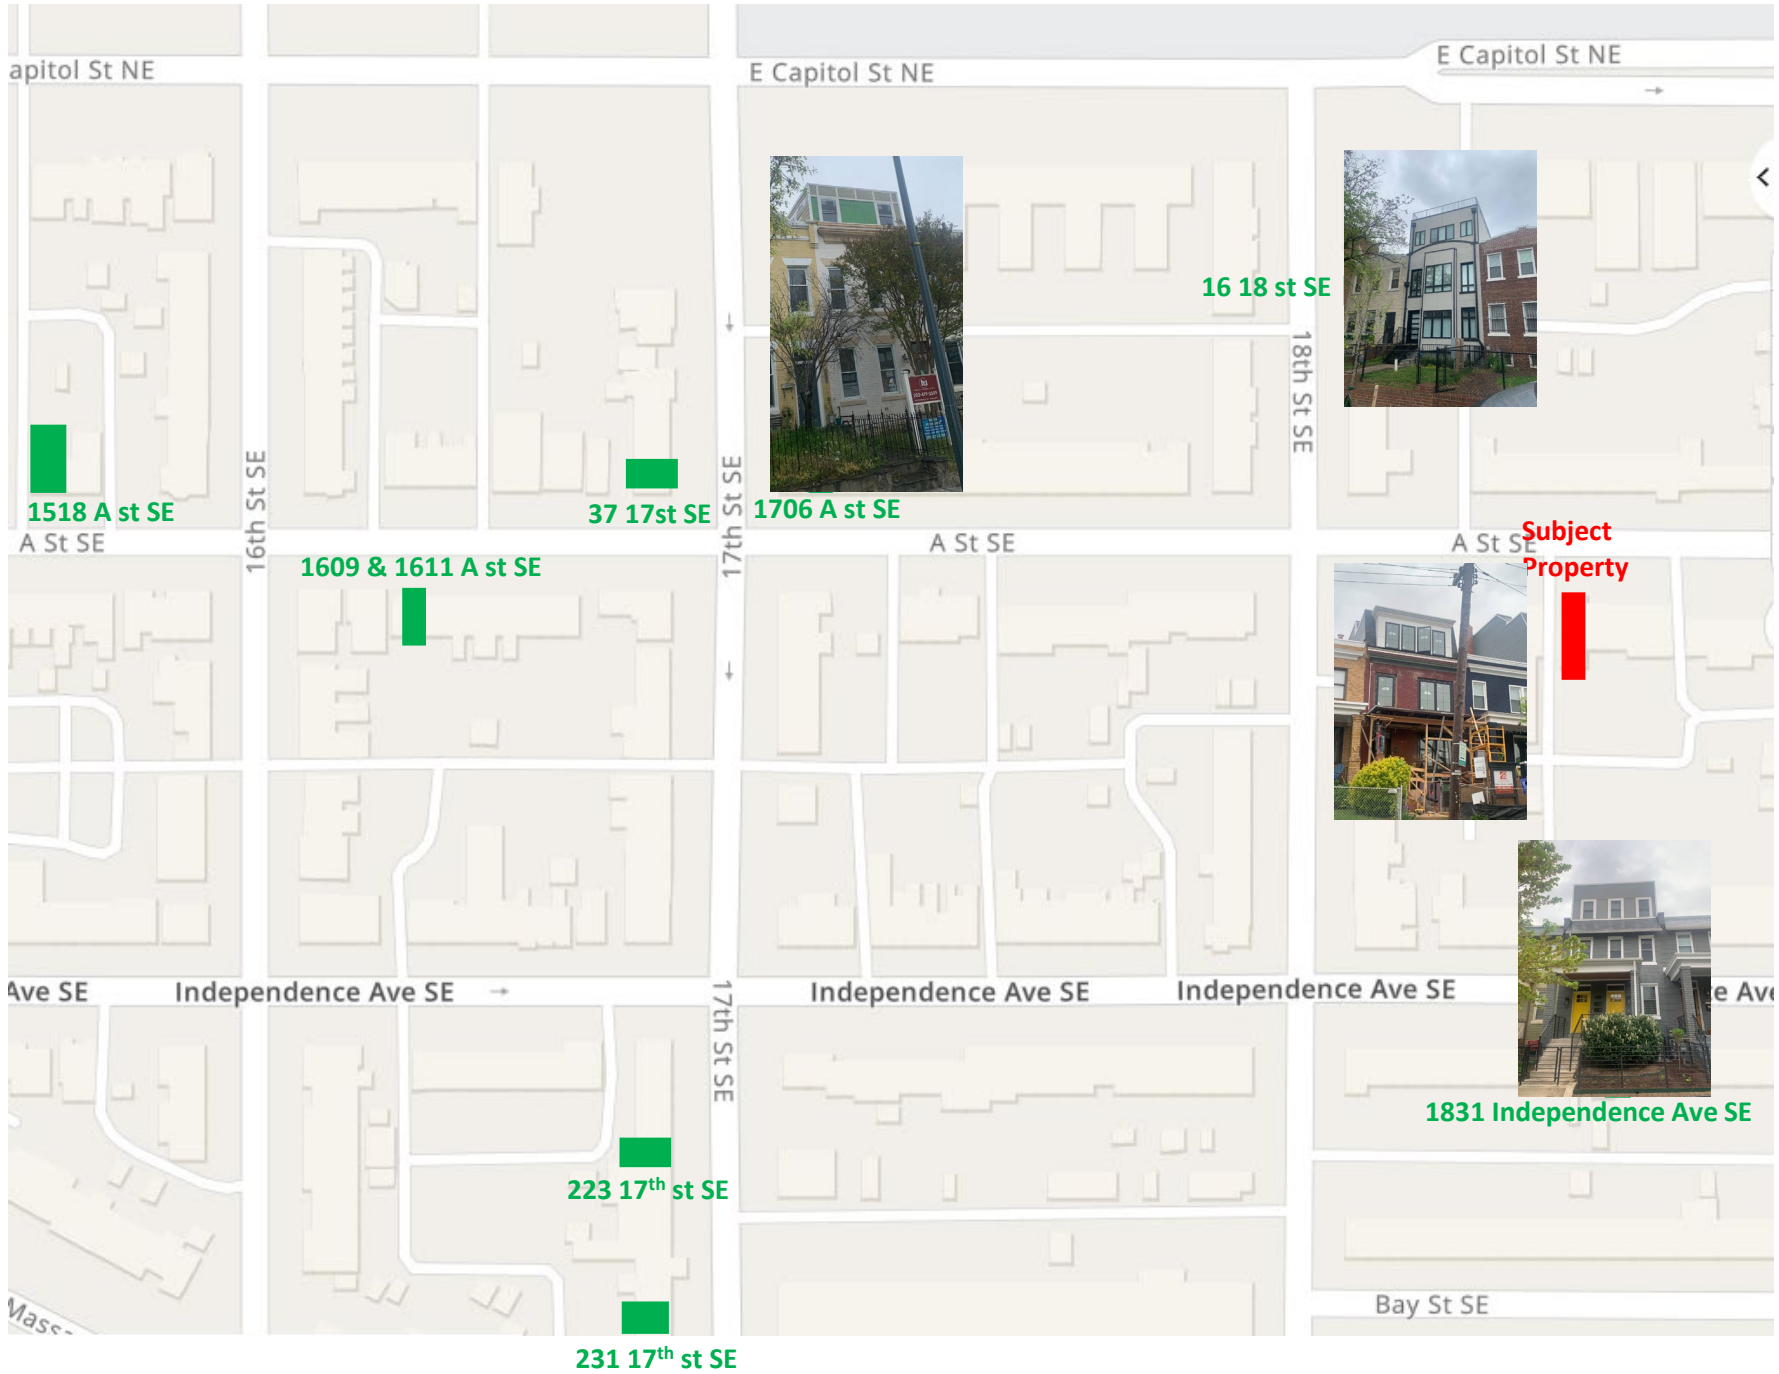 apitol St NE
E Capitol St NE
E Capitol St NE
→
16 18 st SE
18th St SE
16th St SE
17th St SE
1518 A st SE
37 17st SE
1706 A st SE
A St SE
A St SE
A St SE
Subject
Property
1609 & 1611 A st SE
Ave SE
Independence Ave SE →
Independence Ave SE
Independence Ave SE
e Ave
17th St SE
1831 Independence Ave SE
223 17th st SE
Bay St SE
Mass
231 17th st SE